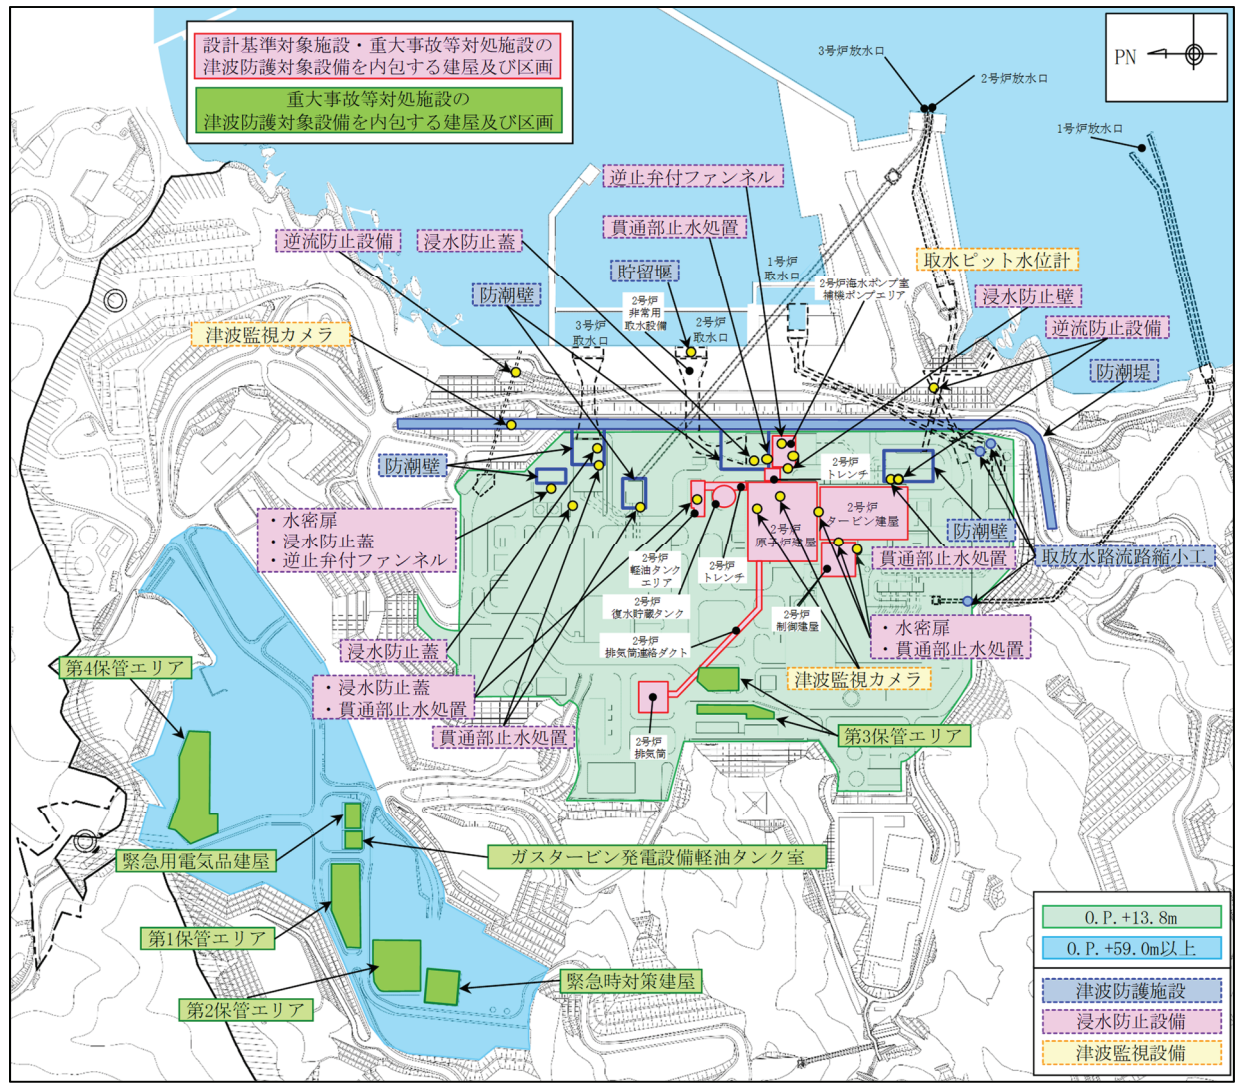 設計基準対象施設・重大事故等対処施設の
津波防護対象設備を内包する建屋及び区画
重大事故等対処施設の
津波防護対象設備を内包する建屋及び区画
PN
3号炉放水口
2号炉放水口
1号炉放水口
逆止弁付ファンネル
貫通部止水処置
逆流防止設備
浸水防止蓋
貯留堰
防潮壁
津波監視カメラ
3号炉
取水口
2号炉
非常用
取水設備
2号炉
取水口
1号炉
取水口
2号炉海水ポンプ室
補機ポンプエリア
取水ピット水位計
浸水防止壁
逆流防止設備
防潮堤
防潮壁
・水密扉
・浸水防止蓋
・逆止弁付ファンネル
2号炉
トレンチ
2号炉
原子炉建屋
2号炉
タービン建屋
防潮壁
貫通部止水処置
取放水路流路縮小工
2号炉
軽油タンク
エリア
2号炉
トレンチ
2号炉
復水貯蔵タンク
2号炉
制御建屋
2号炉
排気筒連絡ダクト
・水密扉
・貫通部止水処置
浸水防止蓋
・浸水防止蓋
・貫通部止水処置
貫通部止水処置
津波監視カメラ
2号炉
排気筒
第3保管エリア
第4保管エリア
緊急用電気品建屋
ガスタービン発電設備軽油タンク室
第1保管エリア
第2保管エリア
緊急時対策建屋
O.P.+13.8m
O.P.+59.0m以上
津波防護施設
浸水防止設備
津波監視設備